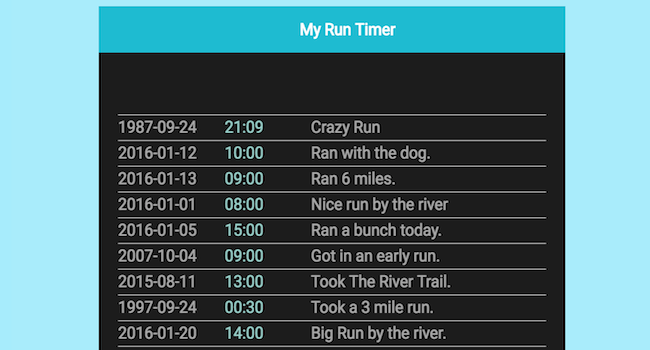 My Run Timer
1987-09-24 21:09 Crazy Run
2016-01-12 10:00 Ran with the dog.
2016-01-13 09:00 Ran 6 miles.
2016-01-01 08:00 Nice run by the river
2016-01-05 15:00 Ran a bunch today.
2007-10-04 09:00 Got in an early run.
2015-08-11 13:00 Took The River Trail.
1997-09-24 00:30 Took a 3 mile run.
2016-01-20 14:00 Big Run by the river.